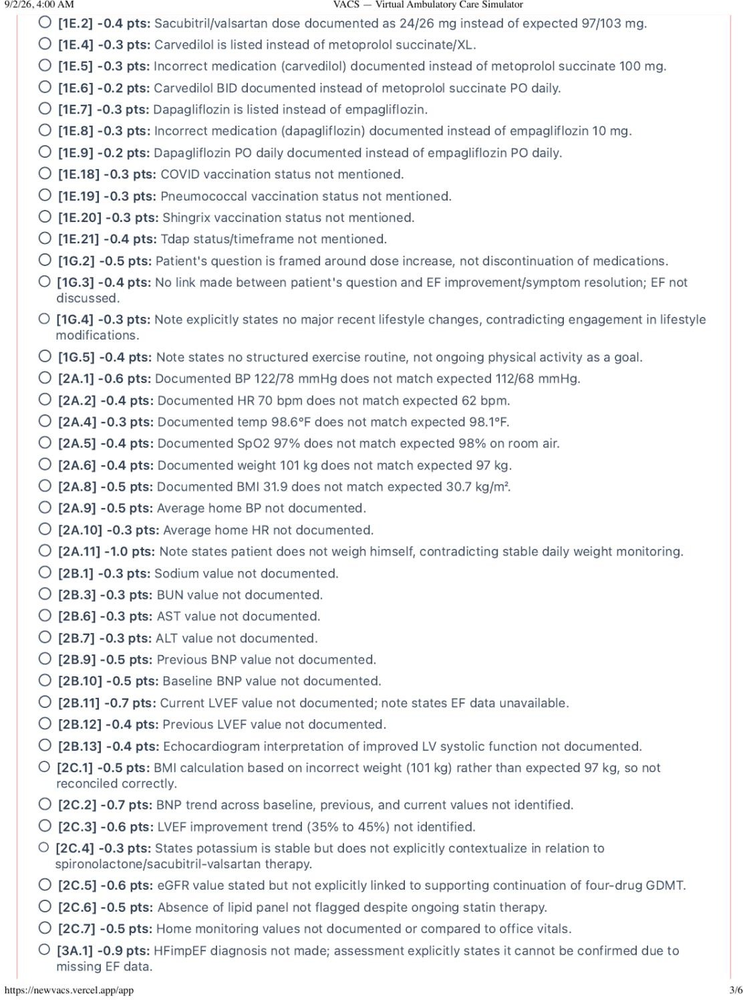 9/2/26, 4:00 AM
VACS — Virtual Ambulatory Care Simulator
[1E.2] -0.4 pts: Sacubitril/valsartan dose documented as 24/26 mg instead of expected 97/103 mg.
[1E.4] -0.3 pts: Carvedilol is listed instead of metoprolol succinate/XL.
[1E.5] -0.3 pts: Incorrect medication (carvedilol) documented instead of metoprolol succinate 100 mg.
[1E.6] -0.2 pts: Carvedilol BID documented instead of metoprolol succinate PO daily.
[1E.7] -0.3 pts: Dapagliflozin is listed instead of empagliflozin.
[1E.8] -0.3 pts: Incorrect medication (dapagliflozin) documented instead of empagliflozin 10 mg.
[1E.9] -0.2 pts: Dapagliflozin PO daily documented instead of empagliflozin PO daily.
[1E.18] -0.3 pts: COVID vaccination status not mentioned.
[1E.19] -0.3 pts: Pneumococcal vaccination status not mentioned.
[1E.20] -0.3 pts: Shingrix vaccination status not mentioned.
[1E.21] -0.4 pts: Tdap status/timeframe not mentioned.
[1G.2] -0.5 pts: Patient's question is framed around dose increase, not discontinuation of medications.
[1G.3] -0.4 pts: No link made between patient's question and EF improvement/symptom resolution; EF not
discussed.
[1G.4] -0.3 pts: Note explicitly states no major recent lifestyle changes, contradicting engagement in lifestyle
modifications.
[1G.5] -0.4 pts: Note states no structured exercise routine, not ongoing physical activity as a goal.
[2A.1] -0.6 pts: Documented BP 122/78 mmHg does not match expected 112/68 mmHg.
[2A.2] -0.4 pts: Documented HR 70 bpm does not match expected 62 bpm.
[2A.4] -0.3 pts: Documented temp 98.6°F does not match expected 98.1°F.
[2A.5] -0.4 pts: Documented SpO2 97% does not match expected 98% on room air.
[2A.6] -0.4 pts: Documented weight 101 kg does not match expected 97 kg.
[2A.8] -0.5 pts: Documented BMI 31.9 does not match expected 30.7 kg/m².
[2A.9] -0.5 pts: Average home BP not documented.
[2A.10] -0.3 pts: Average home HR not documented.
[2A.11] -1.0 pts: Note states patient does not weigh himself, contradicting stable daily weight monitoring.
[2B.1] -0.3 pts: Sodium value not documented.
[2B.3] -0.3 pts: BUN value not documented.
[2B.6] -0.3 pts: AST value not documented.
[2B.7] -0.3 pts: ALT value not documented.
[2B.9] -0.5 pts: Previous BNP value not documented.
[2B.10] -0.5 pts: Baseline BNP value not documented.
[2B.11] -0.7 pts: Current LVEF value not documented; note states EF data unavailable.
[2B.12] -0.4 pts: Previous LVEF value not documented.
[2B.13] -0.4 pts: Echocardiogram interpretation of improved LV systolic function not documented.
[2C.1] -0.5 pts: BMI calculation based on incorrect weight (101 kg) rather than expected 97 kg, so not
reconciled correctly.
[2C.2] -0.7 pts: BNP trend across baseline, previous, and current values not identified.
[2C.3] -0.6 pts: LVEF improvement trend (35% to 45%) not identified.
[2C.4] -0.3 pts: States potassium is stable but does not explicitly contextualize in relation to
spironolactone/sacubitril-valsartan therapy.
[2C.5] -0.6 pts: eGFR value stated but not explicitly linked to supporting continuation of four-drug GDMT.
[2C.6] -0.5 pts: Absence of lipid panel not flagged despite ongoing statin therapy.
[2C.7] -0.5 pts: Home monitoring values not documented or compared to office vitals.
[3A.1] -0.9 pts: HFimpEF diagnosis not made; assessment explicitly states it cannot be confirmed due to
missing EF data.
https://newvacs.vercel.app/app
3/6